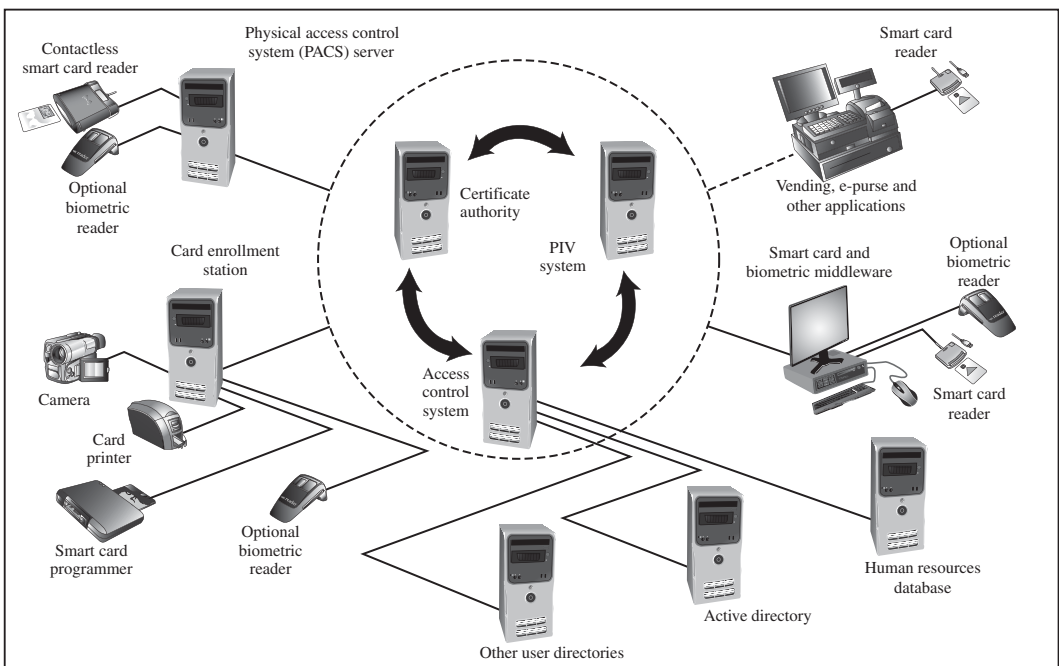 Physical access control
system (PACS) server
Contactless
smart card reader
Optional
biometric
reader
Smart card
reader
Vending, e-purse and
other applications
Certificate
authority
PIV
system
Access
control
system
Card enrollment
station
Camera
Card
printer
Smart card
programmer
Optional
biometric
reader
Smart card and
biometric middleware
Optional
biometric
reader
Smart card
reader
Other user directories
Active directory
Human resources
database